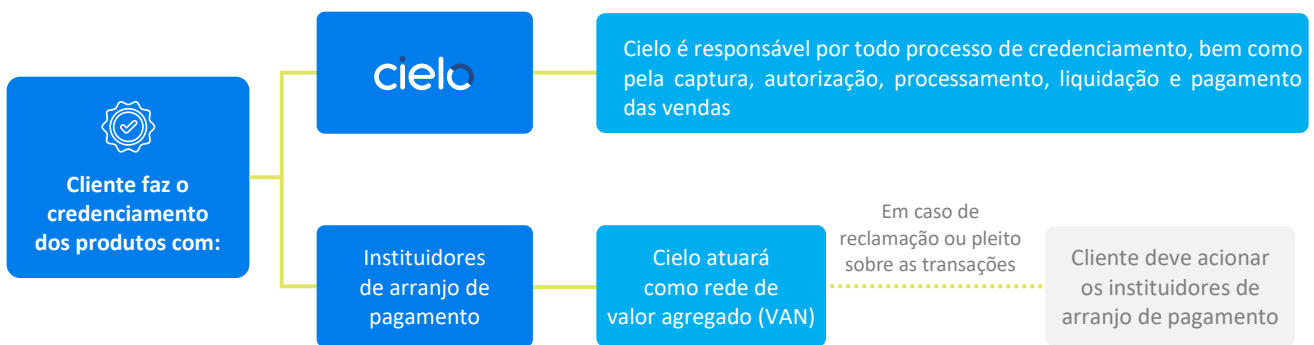 Cliente faz o
credenciamento
dos produtos com:
cielo
Cielo é responsável por todo processo de credenciamento, bem como
pela captura, autorização, processamento, liquidação e pagamento
das vendas
Instituidores
de arranjo de
pagamento
Cielo atuará
como rede de
valor agregado (VAN)
Em caso de
reclamação ou pleito
sobre as transações
Cliente deve acionar
os instituidores de
arranjo de pagamento